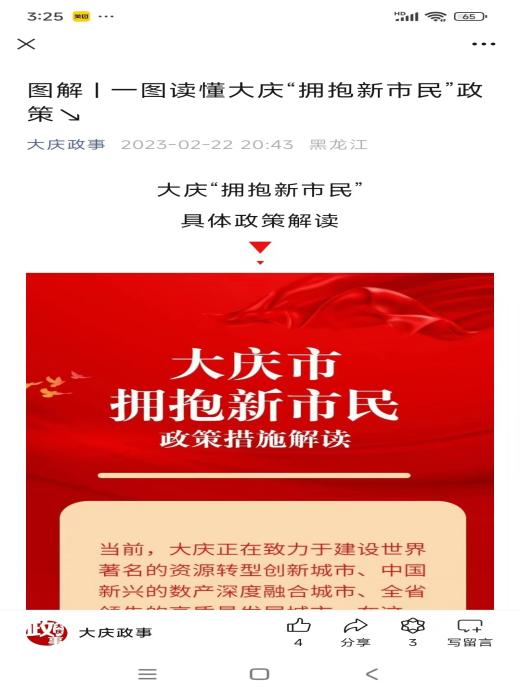 3:25 美团 ··· HD 65
图解丨一图读懂大庆“拥抱新市民”政
策↘
大庆政事 2023-02-22 20:43 黑龙江
大庆“拥抱新市民”
具体政策解读
大庆市
拥抱新市民
政策措施解读
当前，大庆正在致力于建设世界
著名的资源转型创新城市、中国
新兴的数产深度融合城市、全省
大庆政事
4 分享 3 写留言